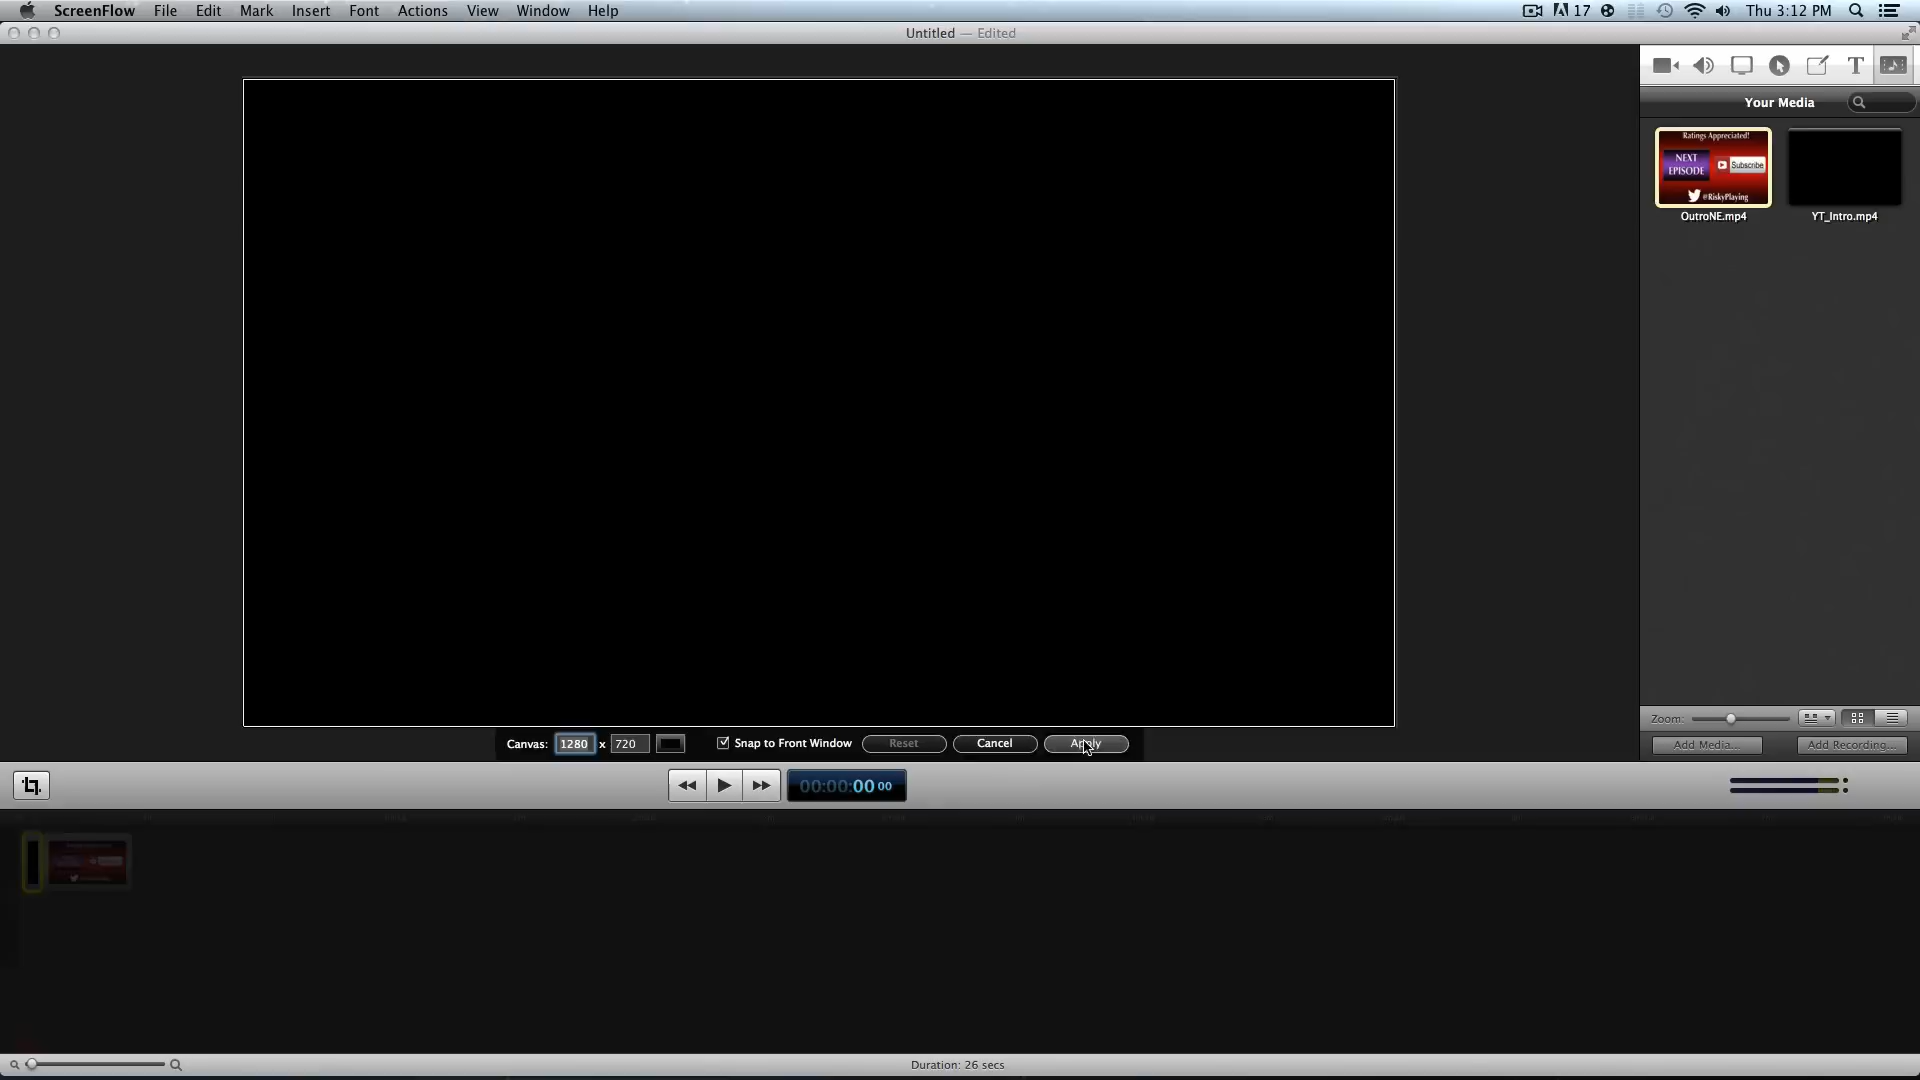 ScreenFlow File Edit Mark Insert Font Actions View Window Help 17 Thu 3:12 PM
Untitled — Edited
Your Media
Ratings Appreciated!
NEXT EPISODE
Subscribe
@RiskyPlaying
OutroNE.mp4 YT_Intro.mp4
Zoom:
Canvas: 1280 x 720 Snap to Front Window Reset Cancel Apply
Add Media... Add Recording...
00:00:00 00
Duration: 26 secs